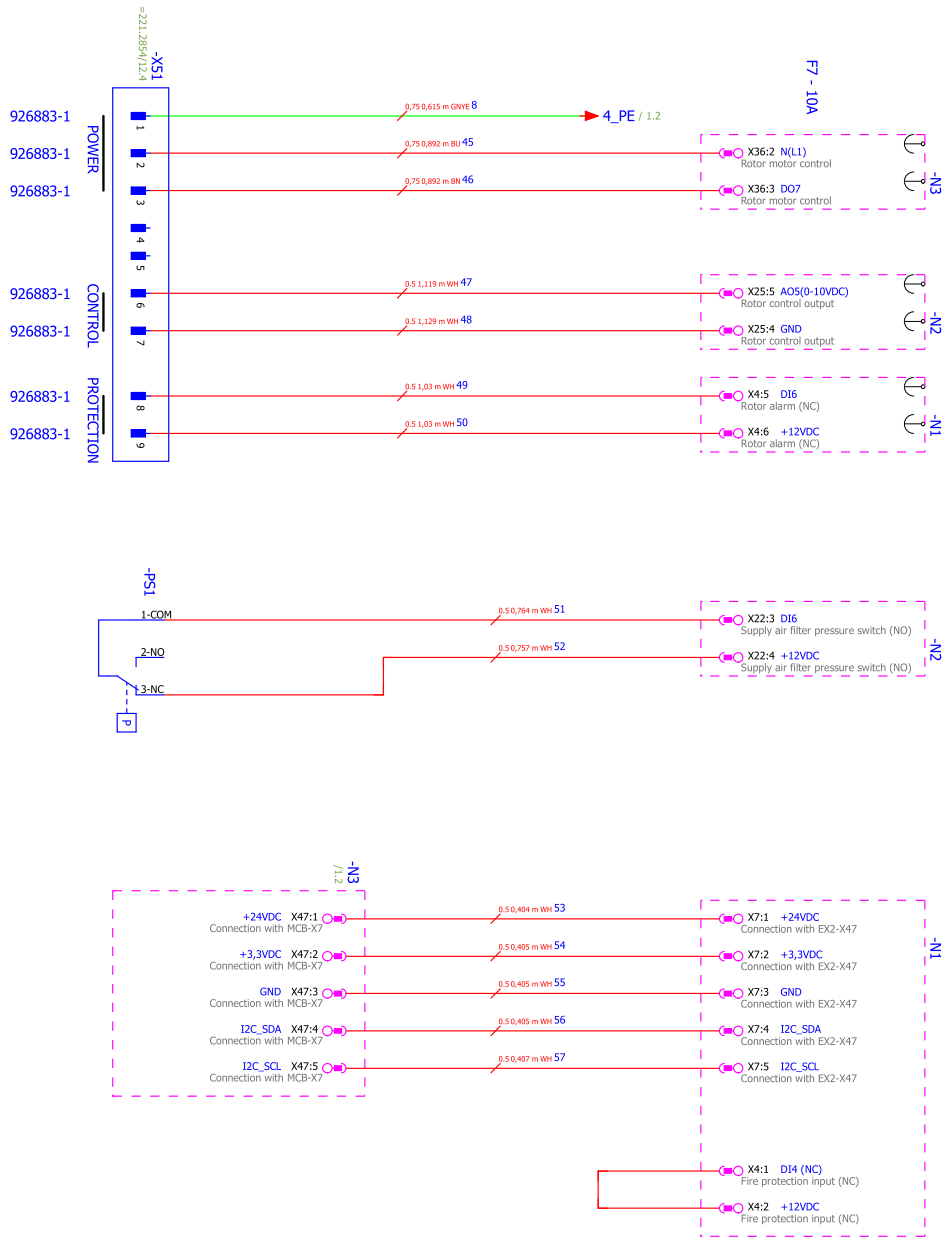 =221.2854/12.4
-X51
F7 - 10A
926883-1
1
0,75 0,615 m GNYE 8
4_PE / 1.2
POWER
926883-1
2
0,75 0,892 m BU 45
X36:2 N(L1)
Rotor motor control
-N3
926883-1
3
0,75 0,892 m BN 46
X36:3 DO7
Rotor motor control
4
5
CONTROL
926883-1
6
0.5 1,119 m WH 47
X25:5 AO5(0-10VDC)
Rotor control output
-N2
926883-1
7
0.5 1,129 m WH 48
X25:4 GND
Rotor control output
PROTECTION
926883-1
8
0.5 1,03 m WH 49
X4:5 DI6
Rotor alarm (NC)
-N1
926883-1
9
0.5 1,03 m WH 50
X4:6 +12VDC
Rotor alarm (NC)
-PS1
1-COM
0.5 0,764 m WH 51
X22:3 DI6
Supply air filter pressure switch (NO)
-N2
2-NO
0.5 0,757 m WH 52
X22:4 +12VDC
Supply air filter pressure switch (NO)
3-NC
P
-N3
/1.2
-N1
+24VDC X47:1
Connection with MCB-X7
0.5 0,404 m WH 53
X7:1 +24VDC
Connection with EX2-X47
+3,3VDC X47:2
Connection with MCB-X7
0.5 0,405 m WH 54
X7:2 +3,3VDC
Connection with EX2-X47
GND X47:3
Connection with MCB-X7
0.5 0,405 m WH 55
X7:3 GND
Connection with EX2-X47
I2C_SDA X47:4
Connection with MCB-X7
0.5 0,405 m WH 56
X7:4 I2C_SDA
Connection with EX2-X47
I2C_SCL X47:5
Connection with MCB-X7
0.5 0,407 m WH 57
X7:5 I2C_SCL
Connection with EX2-X47
X4:1 DI4 (NC)
Fire protection input (NC)
X4:2 +12VDC
Fire protection input (NC)